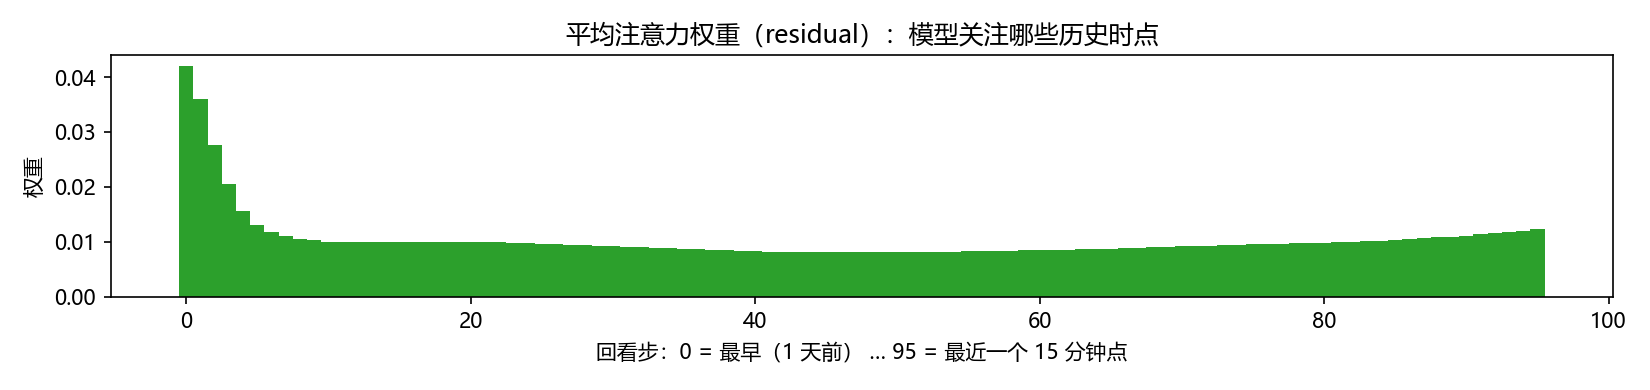 平均注意力权重（residual）：模型关注哪些历史时点
权重
0.04
0.03
0.02
0.01
0.00
0 20 40 60 80 100
回看步：0 = 最早（1 天前） ... 95 = 最近一个 15 分钟点